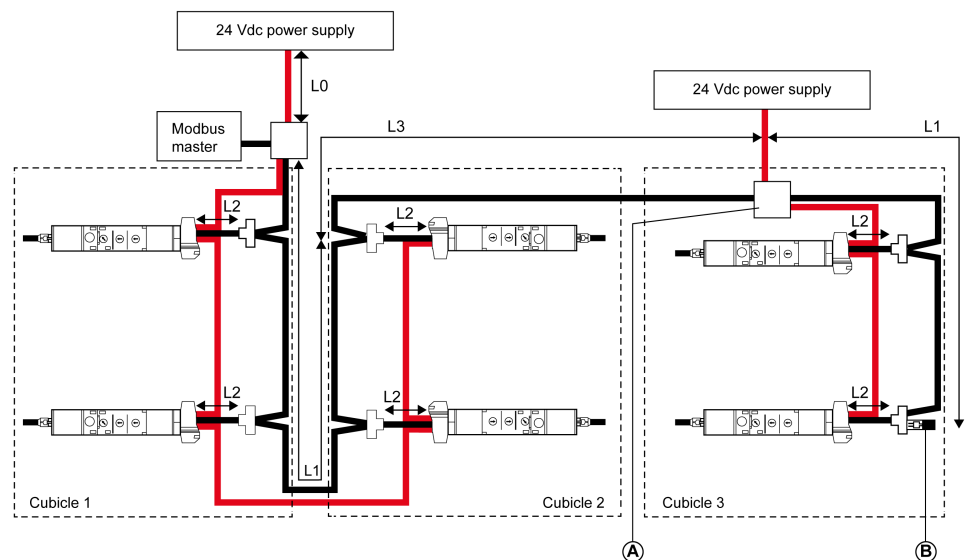 24 Vdc power supply
L0
24 Vdc power supply
Modbus
master
L3
L1
L2
L2
L2
A
L2
L2
L2
L1
Cubicle 1
Cubicle 2
Cubicle 3
A
B